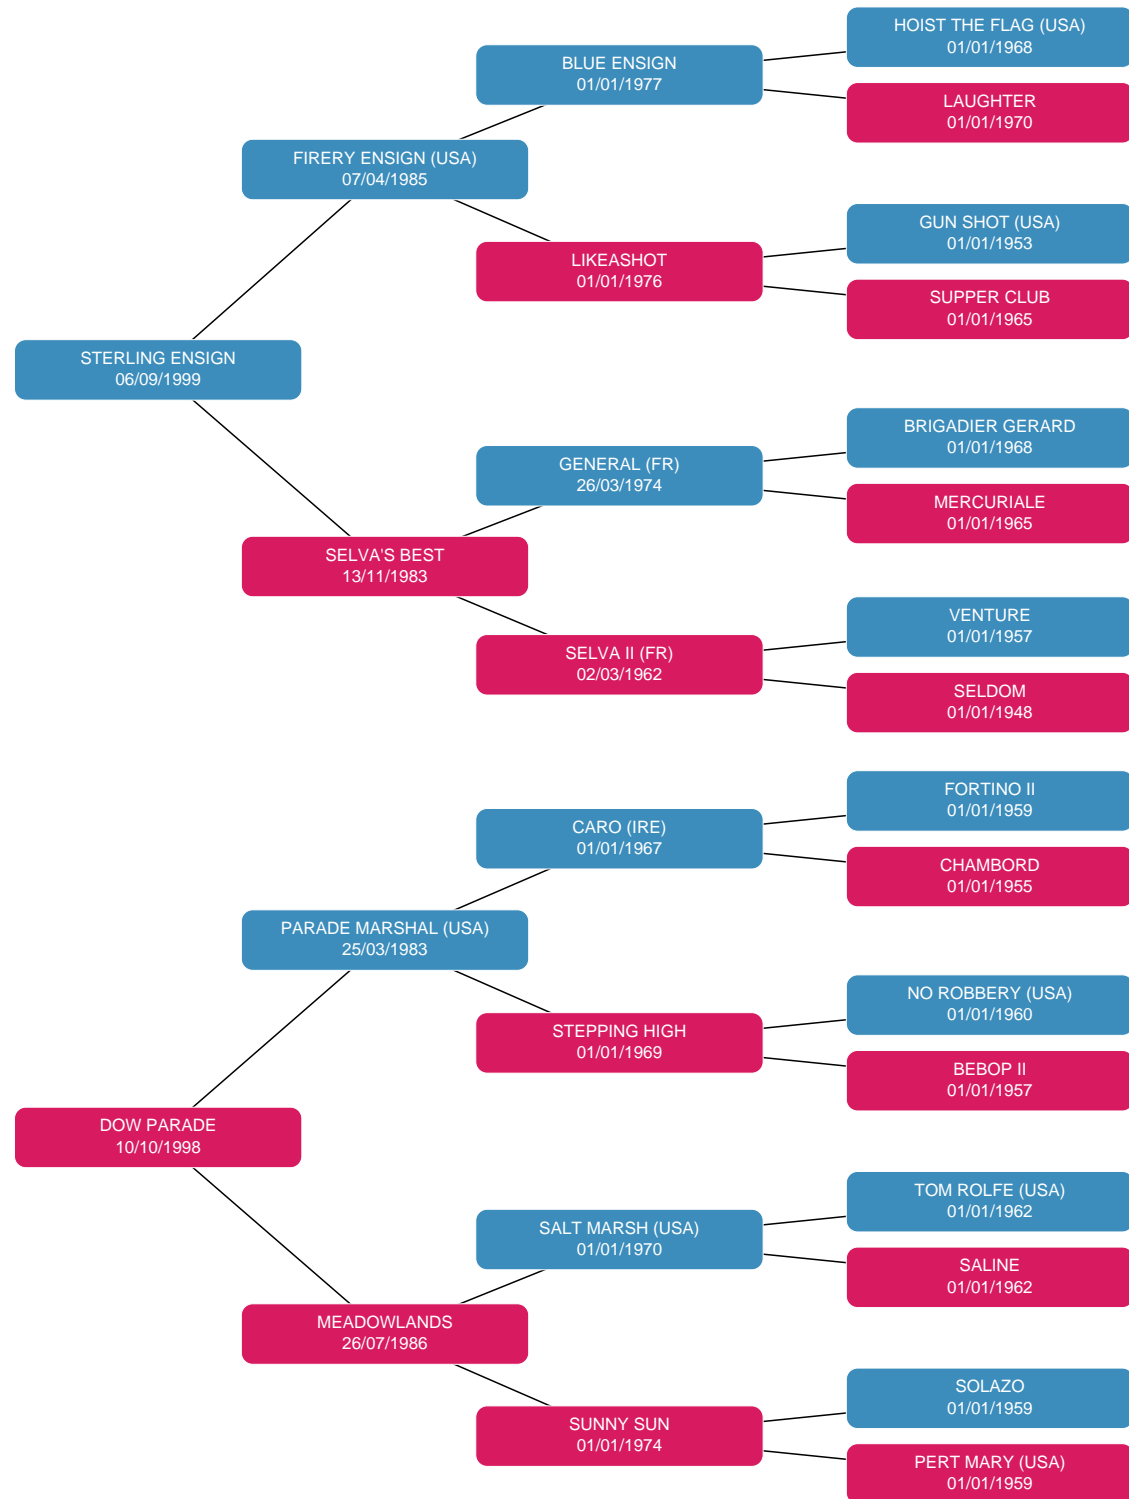 HOIST THE FLAG (USA)
01/01/1968
BLUE ENSIGN
01/01/1977
LAUGHTER
01/01/1970
FIRERY ENSIGN (USA)
07/04/1985
GUN SHOT (USA)
01/01/1953
LIKEASHOT
01/01/1976
SUPPER CLUB
01/01/1965
STERLING ENSIGN
06/09/1999
BRIGADIER GERARD
01/01/1968
GENERAL (FR)
26/03/1974
MERCURIALE
01/01/1965
SELVA'S BEST
13/11/1983
VENTURE
01/01/1957
SELVA II (FR)
02/03/1962
SELDOM
01/01/1948
FORTINO II
01/01/1959
CARO (IRE)
01/01/1967
CHAMBORD
01/01/1955
PARADE MARSHAL (USA)
25/03/1983
NO ROBBERY (USA)
01/01/1960
STEPPING HIGH
01/01/1969
BEBOP II
01/01/1957
DOW PARADE
10/10/1998
TOM ROLFE (USA)
01/01/1962
SALT MARSH (USA)
01/01/1970
SALINE
01/01/1962
MEADOWLANDS
26/07/1986
SOLAZO
01/01/1959
SUNNY SUN
01/01/1974
PERT MARY (USA)
01/01/1959